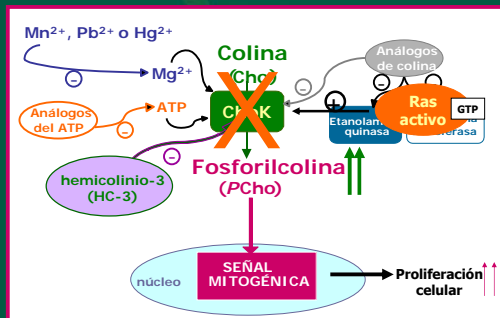 Mn²⁺, Pb²⁺ o Hg²⁺
Colina
(Cho)
Análogos
de colina
Mg²⁺
ATP
Análogos
del ATP
Ras
activo
GTP
Etanolam
quinasa
Fosforilcolina
(PCho)
hemicolinio-3
(HC-3)
SEÑAL
MITOGÉNICA
núcleo
Proliferación
celular